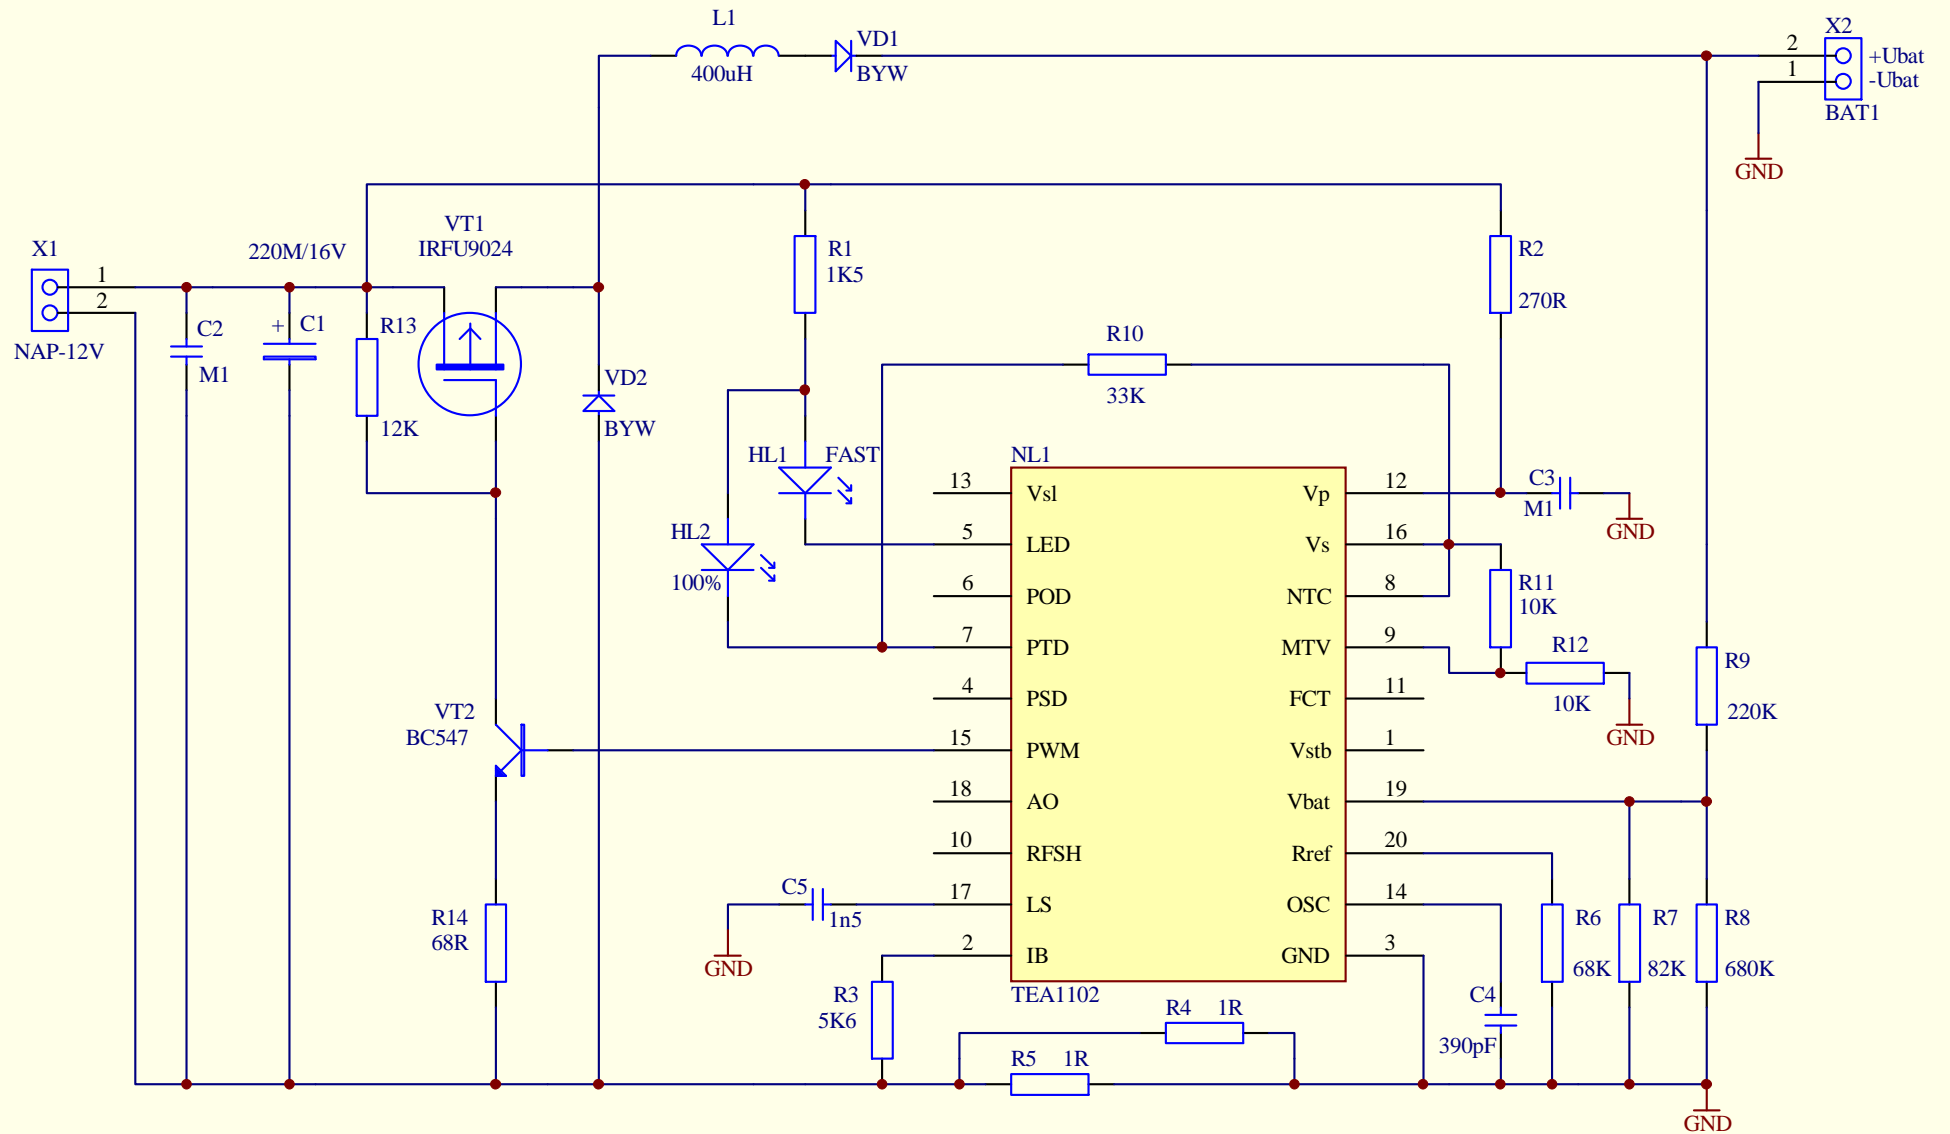 L1
400uH
VD1
BYW
X2
2
+Ubat
1
-Ubat
BAT1
GND
VT1
IRFU9024
220M/16V
X1
1
2
NAP-12V
C2
M1
+
C1
R13
12K
VD2
BYW
R1
1K5
R2
270R
R10
33K
HL1
FAST
HL2
100%
NL1
13
Vsl
5
LED
6
POD
7
PTD
4
PSD
15
PWM
18
AO
10
RFSH
17
LS
2
IB
Vp
12
Vs
16
NTC
8
MTV
9
FCT
11
Vstb
1
Vbat
19
Rref
20
OSC
14
GND
3
TEA1102
C3
M1
GND
R11
10K
R12
10K
GND
R9
220K
VT2
BC547
R14
68R
C5
1n5
GND
R3
5K6
R4
1R
R5
1R
C4
390pF
R6
68K
R7
82K
R8
680K
GND